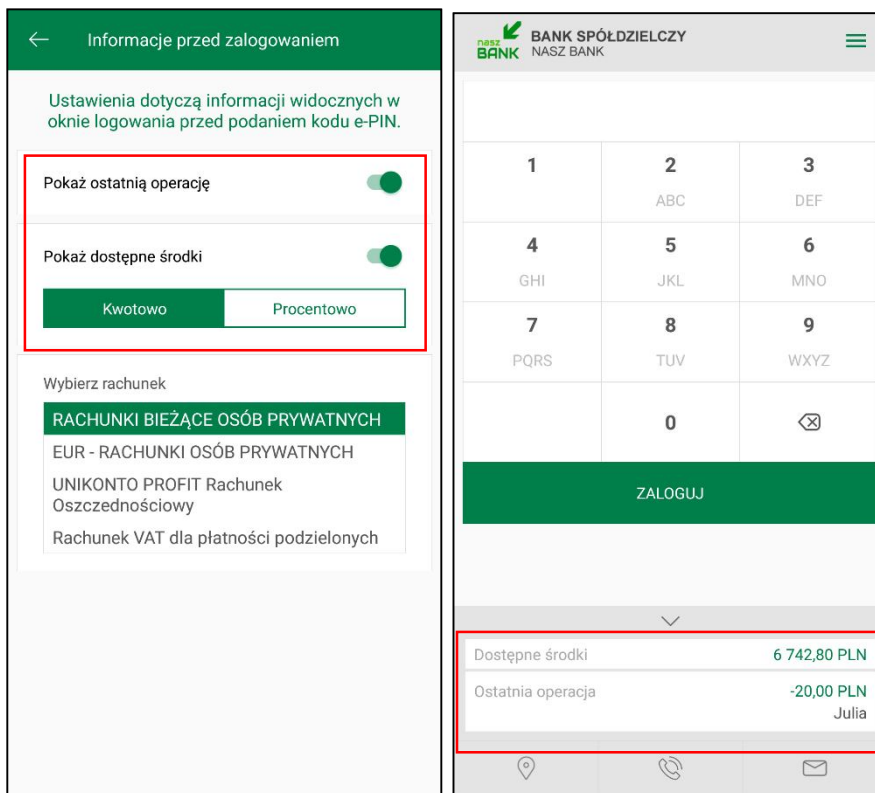 Informacje przed zalogowaniem
Ustawienia dotyczą informacji widocznych w
oknie logowania przed podaniem kodu e-PIN.
Pokaż ostatnią operację
Pokaż dostępne środki
Kwotowo
Procentowo
Wybierz rachunek
RACHUNKI BIEŻĄCE OSÓB PRYWATNYCH
EUR - RACHUNKI OSÓB PRYWATNYCH
UNIKONTO PROFIT Rachunek
Oszczędnościowy
Rachunek VAT dla płatności podzielonych
nasz
BANK
BANK SPÓŁDZIELCZY
NASZ BANK
1 2 3
ABC DEF
4 5 6
GHI JKL MNO
7 8 9
PQRS TUV WXYZ
0
ZALOGUJ
Dostępne środki 6 742,80 PLN
Ostatnia operacja -20,00 PLN
Julia